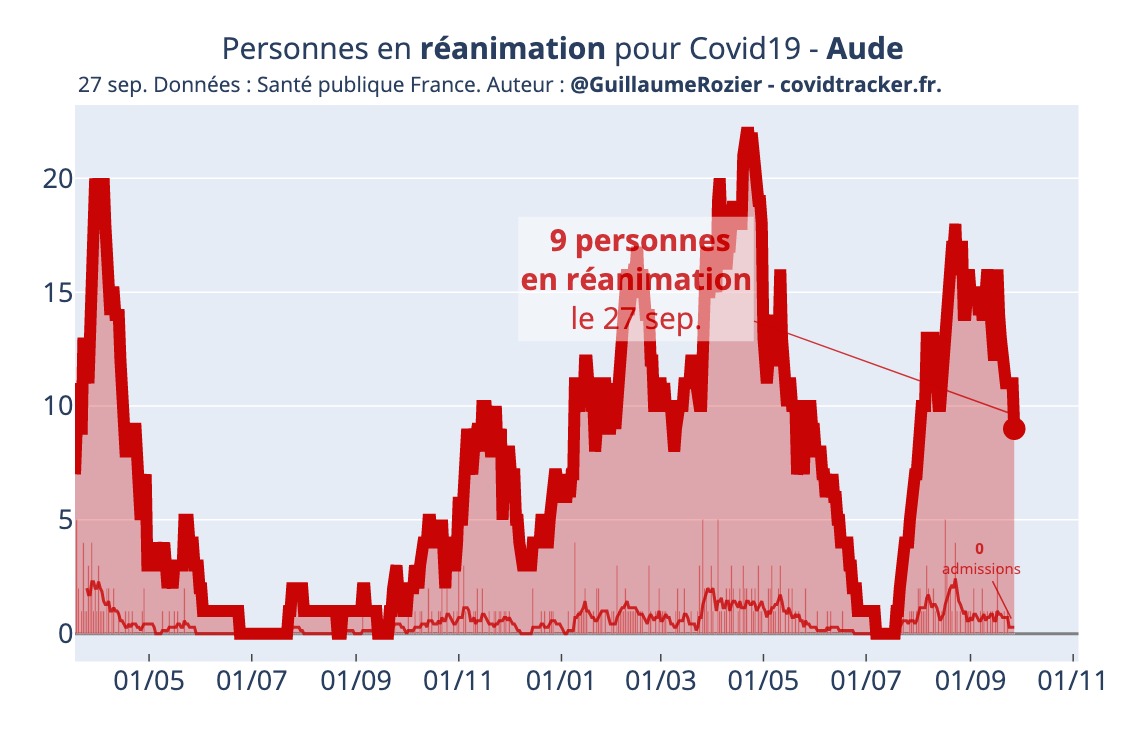 Personnes en réanimation pour Covid19 - Aude
27 sep. Données : Santé publique France. Auteur : @GuillaumeRozier - covidtracker.fr.
20
15
10
5
0
9 personnes
en réanimation
le 27 sep.
0
admissions
01/05 01/07 01/09 01/11 01/01 01/03 01/05 01/07 01/09 01/11